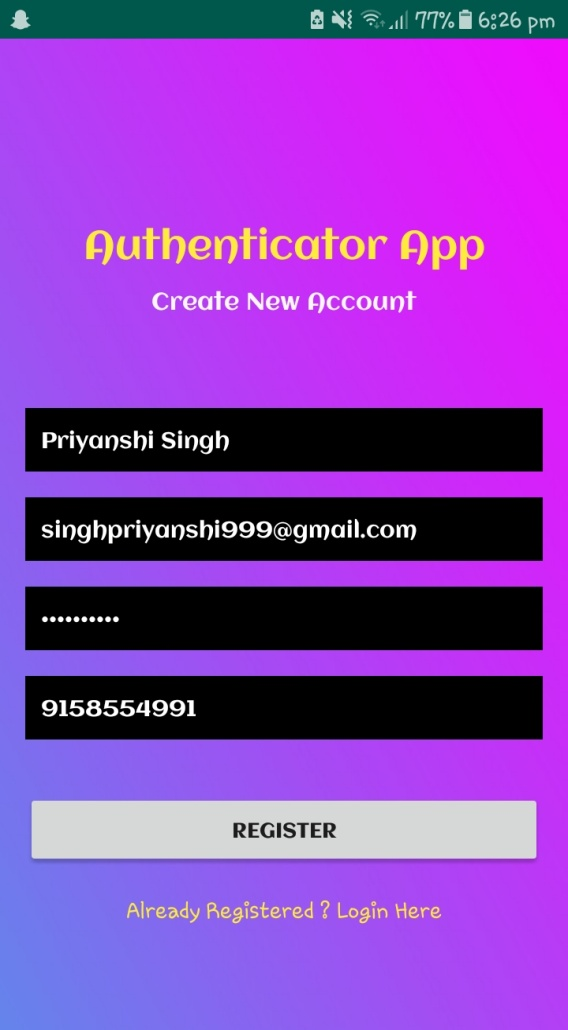 77% 6:26 pm
Authenticator App
Create New Account
Priyanshi Singh
singhpriyanshi999@gmail.com
••••••••••
9158554991
REGISTER
Already Registered ? Login Here